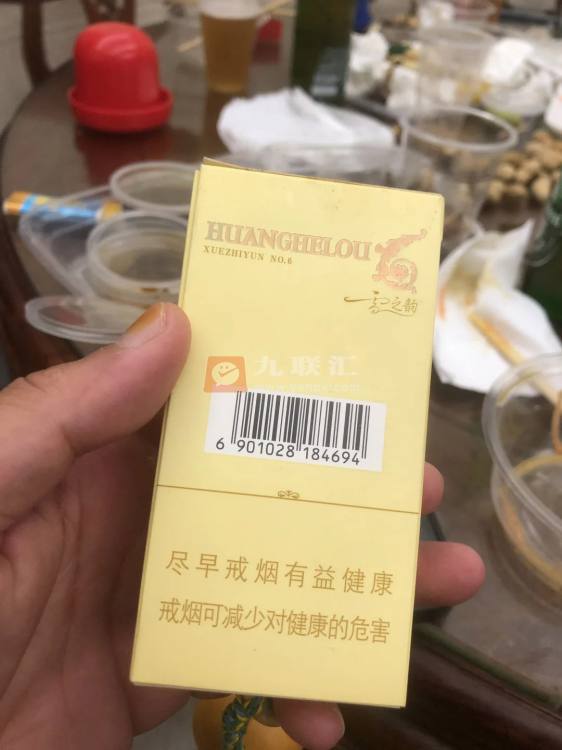 HUANGHELOU
XUEZHIYUN NO.6
雪之韵
九联汇
6 901028 184694
尽早戒烟有益健康
戒烟可减少对健康的危害